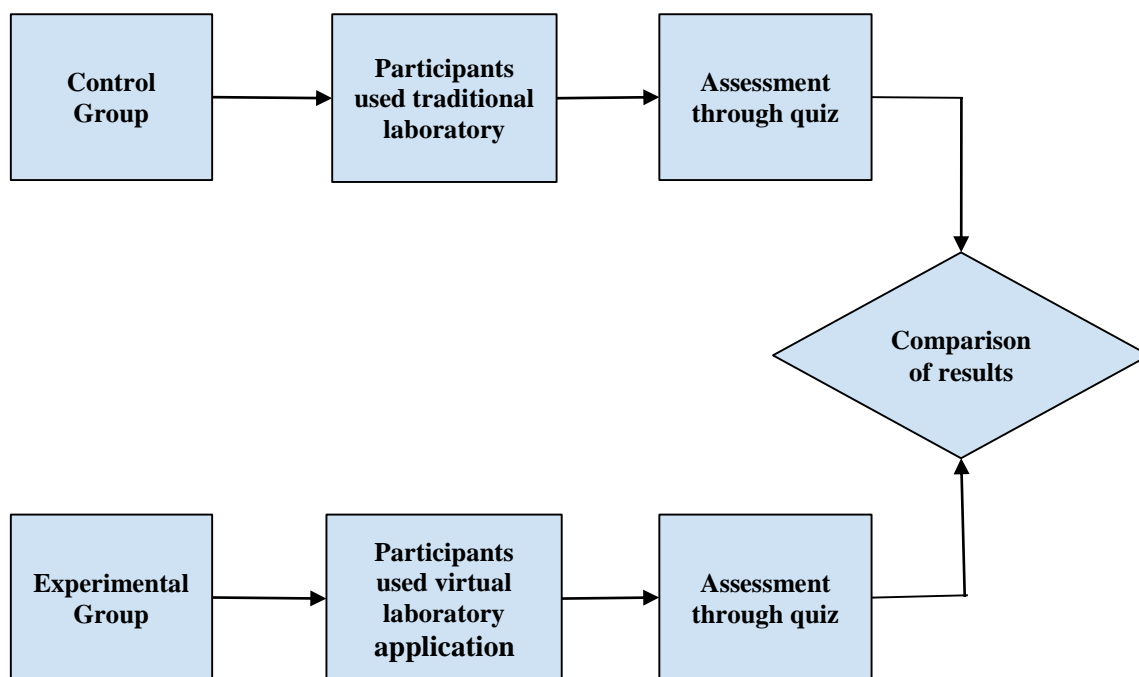 Control
Group
Participants
used traditional
laboratory
Assessment
through quiz
Comparison
of results
Experimental
Group
Participants
used virtual
laboratory
application
Assessment
through quiz